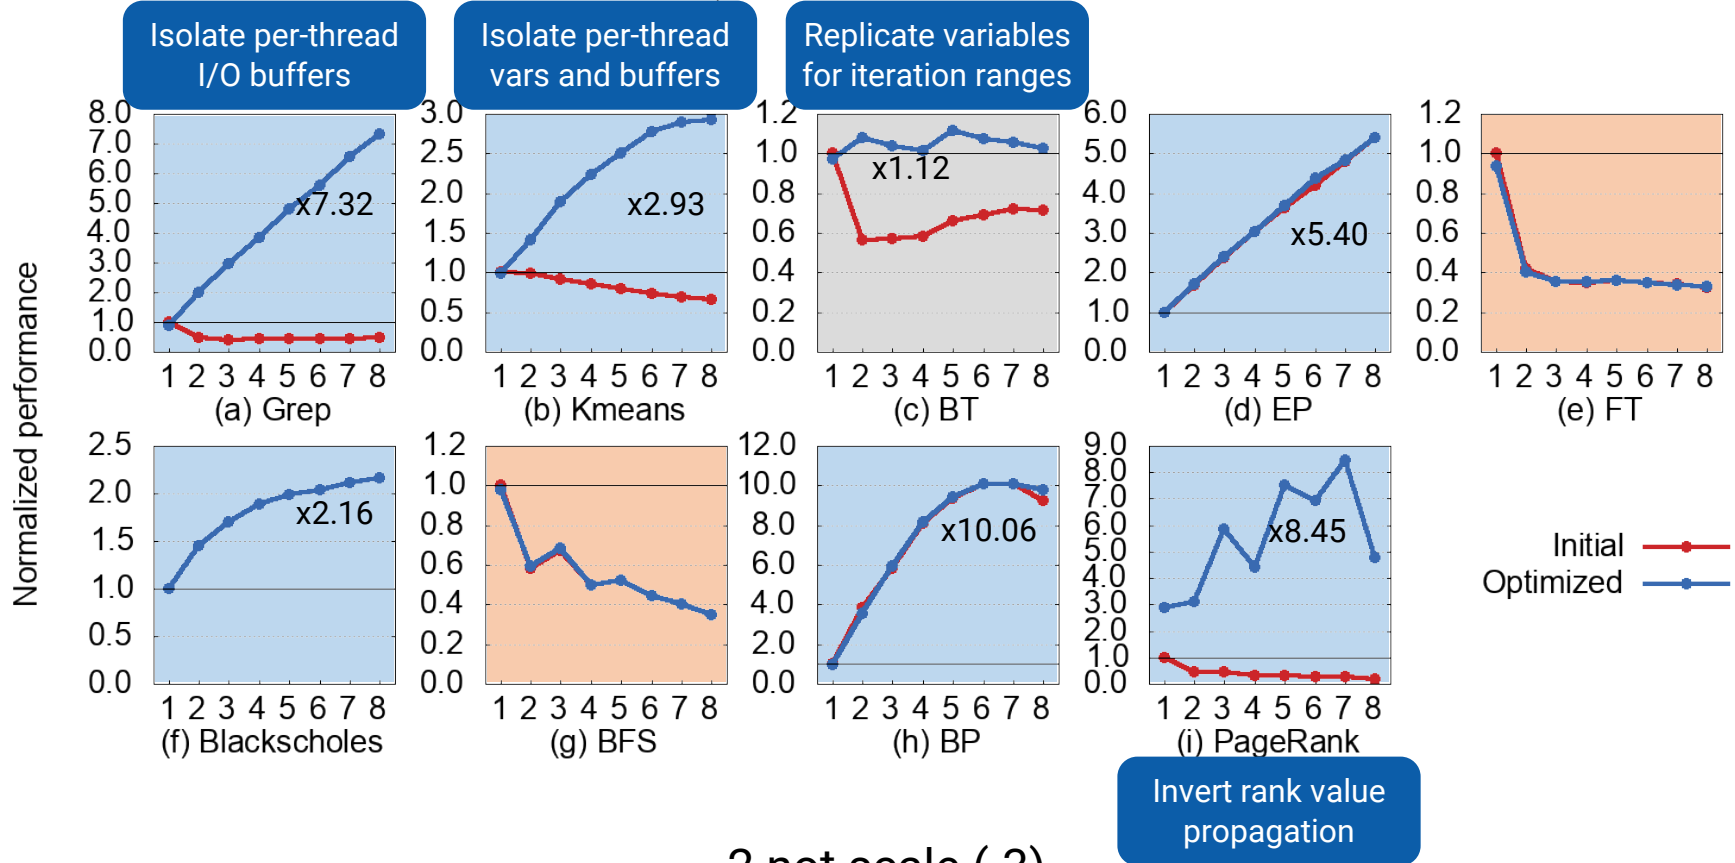 Isolate per-thread
I/O buffers
Isolate per-thread
vars and buffers
Replicate variables
for iteration ranges
Normalized performance
8.0
7.0
6.0
5.0
4.0
3.0
2.0
1.0
0.0
x7.32
1 2 3 4 5 6 7 8
(a) Grep
3.0
2.5
2.0
1.5
1.0
0.5
0.0
x2.93
1 2 3 4 5 6 7 8
(b) Kmeans
1.2
1.0
0.8
0.6
0.4
0.2
0.0
x1.12
1 2 3 4 5 6 7 8
(c) BT
6.0
5.0
4.0
3.0
2.0
1.0
0.0
x5.40
1 2 3 4 5 6 7 8
(d) EP
1.2
1.0
0.8
0.6
0.4
0.2
0.0
1 2 3 4 5 6 7 8
(e) FT
2.5
2.0
1.5
1.0
0.5
0.0
x2.16
1 2 3 4 5 6 7 8
(f) Blackscholes
1.2
1.0
0.8
0.6
0.4
0.2
0.0
1 2 3 4 5 6 7 8
(g) BFS
12.0
10.0
8.0
6.0
4.0
2.0
0.0
x10.06
1 2 3 4 5 6 7 8
(h) BP
9.0
8.0
7.0
6.0
5.0
4.0
3.0
2.0
1.0
0.0
x8.45
1 2 3 4 5 6 7 8
(i) PageRank
Initial
Optimized
Invert rank value
propagation
2 not scale